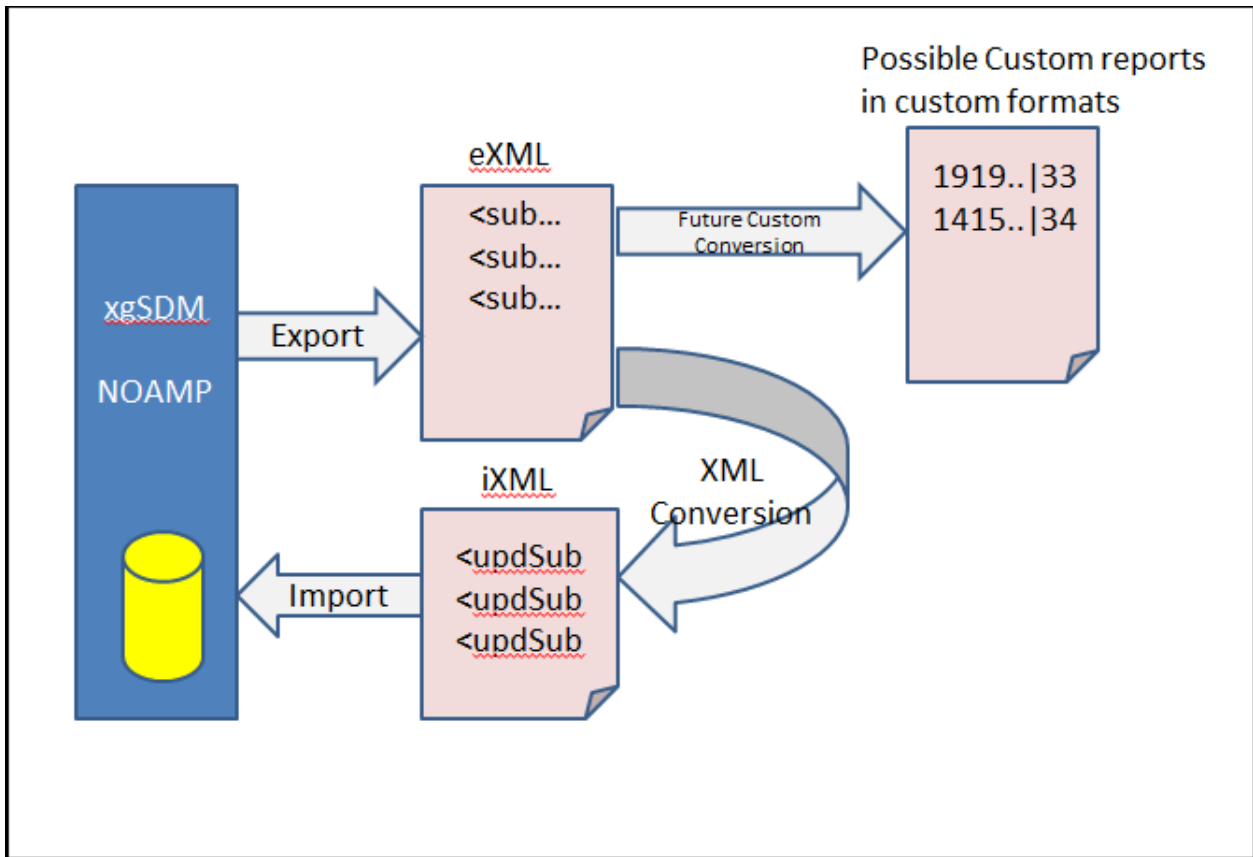 Possible Custom reports
in custom formats
eXML
<sub...
<sub...
<sub...
Future Custom
Conversion
1919..|33
1415..|34
xgSDM
NOAMP
Export
XML
Conversion
iXML
<updSub
<updSub
<updSub
Import